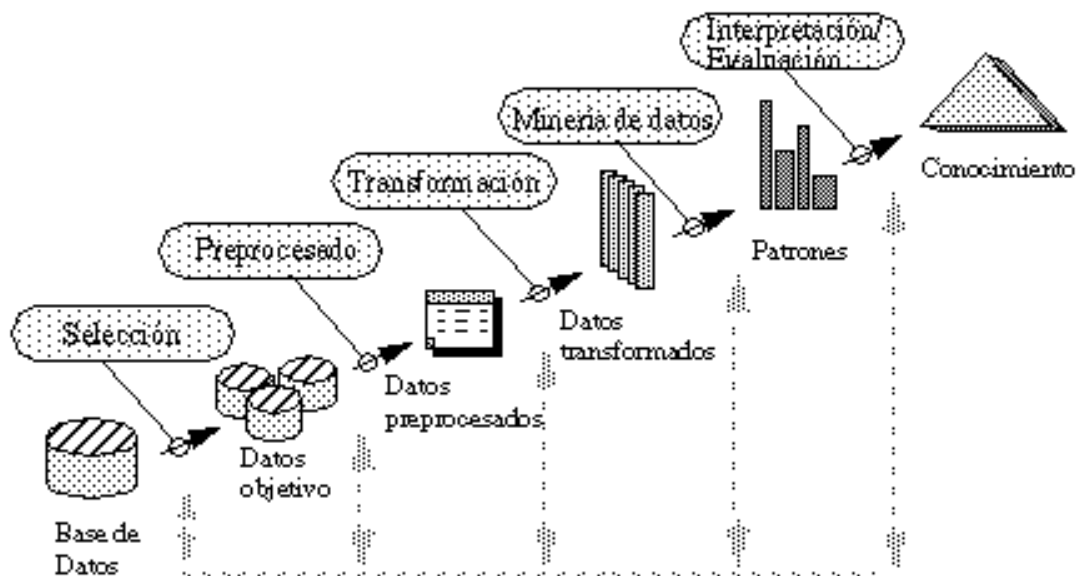 Interpretación/
Evaluación
Conocimiento
Minería de datos
Patrones
Transformación
Datos
transformados
Preprocesado
Datos
preprocesados
Selección
Datos
objetivo
Base de
Datos